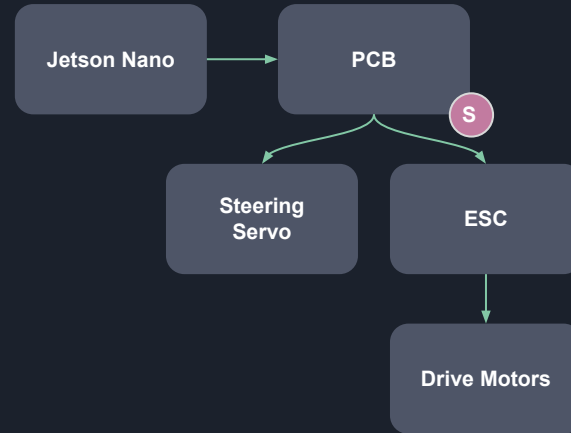 Jetson Nano
PCB
S
Steering
Servo
ESC
Drive Motors